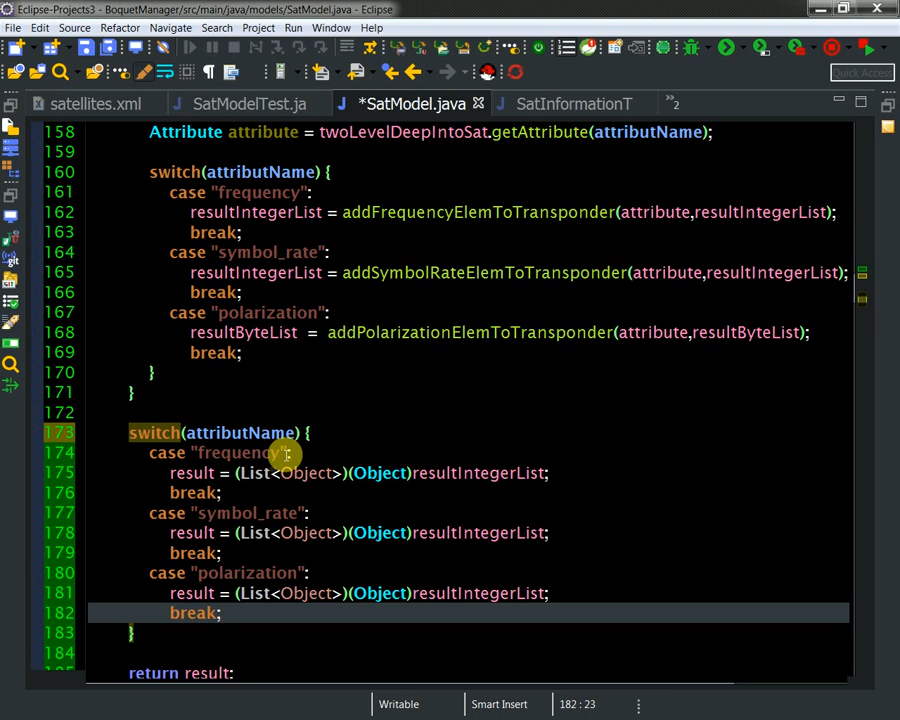 Eclipse-Projects3 - BoquetManager/src/main/java/models/SatModel.java - Eclipse
File Edit Source Refactor Navigate Search Project Run Window Help
Quick Access
satellites.xml SatModelTest.ja *SatModel.java SatInformationT »2
158 Attribute attribute = twoLevelDeepIntoSat.getAttribute(attributName);
159
160 switch(attributName) {
161 case "frequency":
162 resultIntegerList = addFrequencyElemToTransponder(attribute,resultIntegerList);
163 break;
164 case "symbol_rate":
165 resultIntegerList = addSymbolRateElemToTransponder(attribute,resultIntegerList);
166 break;
167 case "polarization":
168 resultByteList = addPolarizationElemToTransponder(attribute,resultByteList);
169 break;
170 }
171 }
172
173 switch(attributName) {
174 case "frequency":
175 result = (List<Object>)(Object)resultIntegerList;
176 break;
177 case "symbol_rate":
178 result = (List<Object>)(Object)resultIntegerList;
179 break;
180 case "polarization":
181 result = (List<Object>)(Object)resultIntegerList;
182 break;
183 }
184
185 return result;
Writable Smart Insert 182 : 23